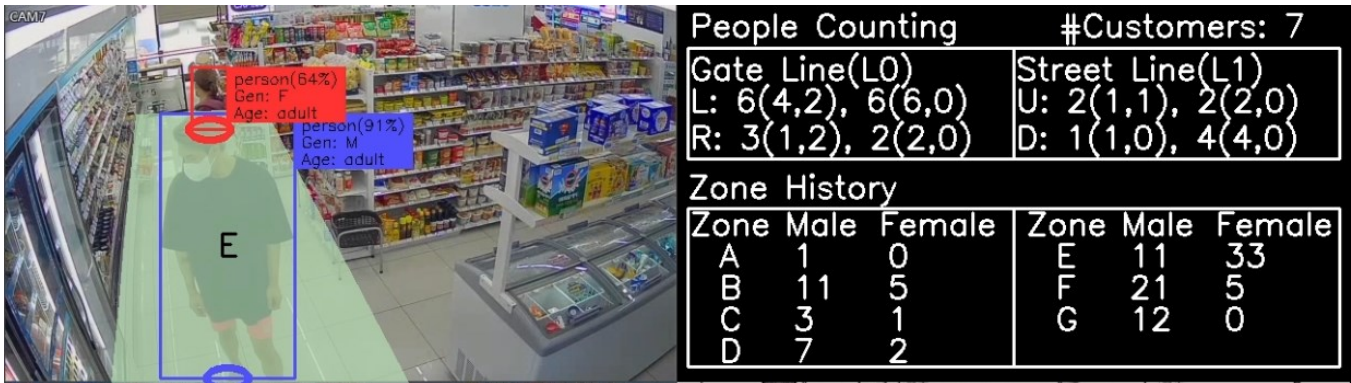 CAM7
person(64%)
Gen: F
Age: adult
person(91%)
Gen: M
Age: adult
E
People Counting #Customers: 7
Gate Line(L0)
L: 6(4,2), 6(6,0)
R: 3(1,2), 2(2,0)
Street Line(L1)
U: 2(1,1), 2(2,0)
D: 1(1,0), 4(4,0)
Zone History
Zone Male Female
A 1 0
B 11 5
C 3 1
D 7 2
Zone Male Female
E 11 33
F 21 5
G 12 0